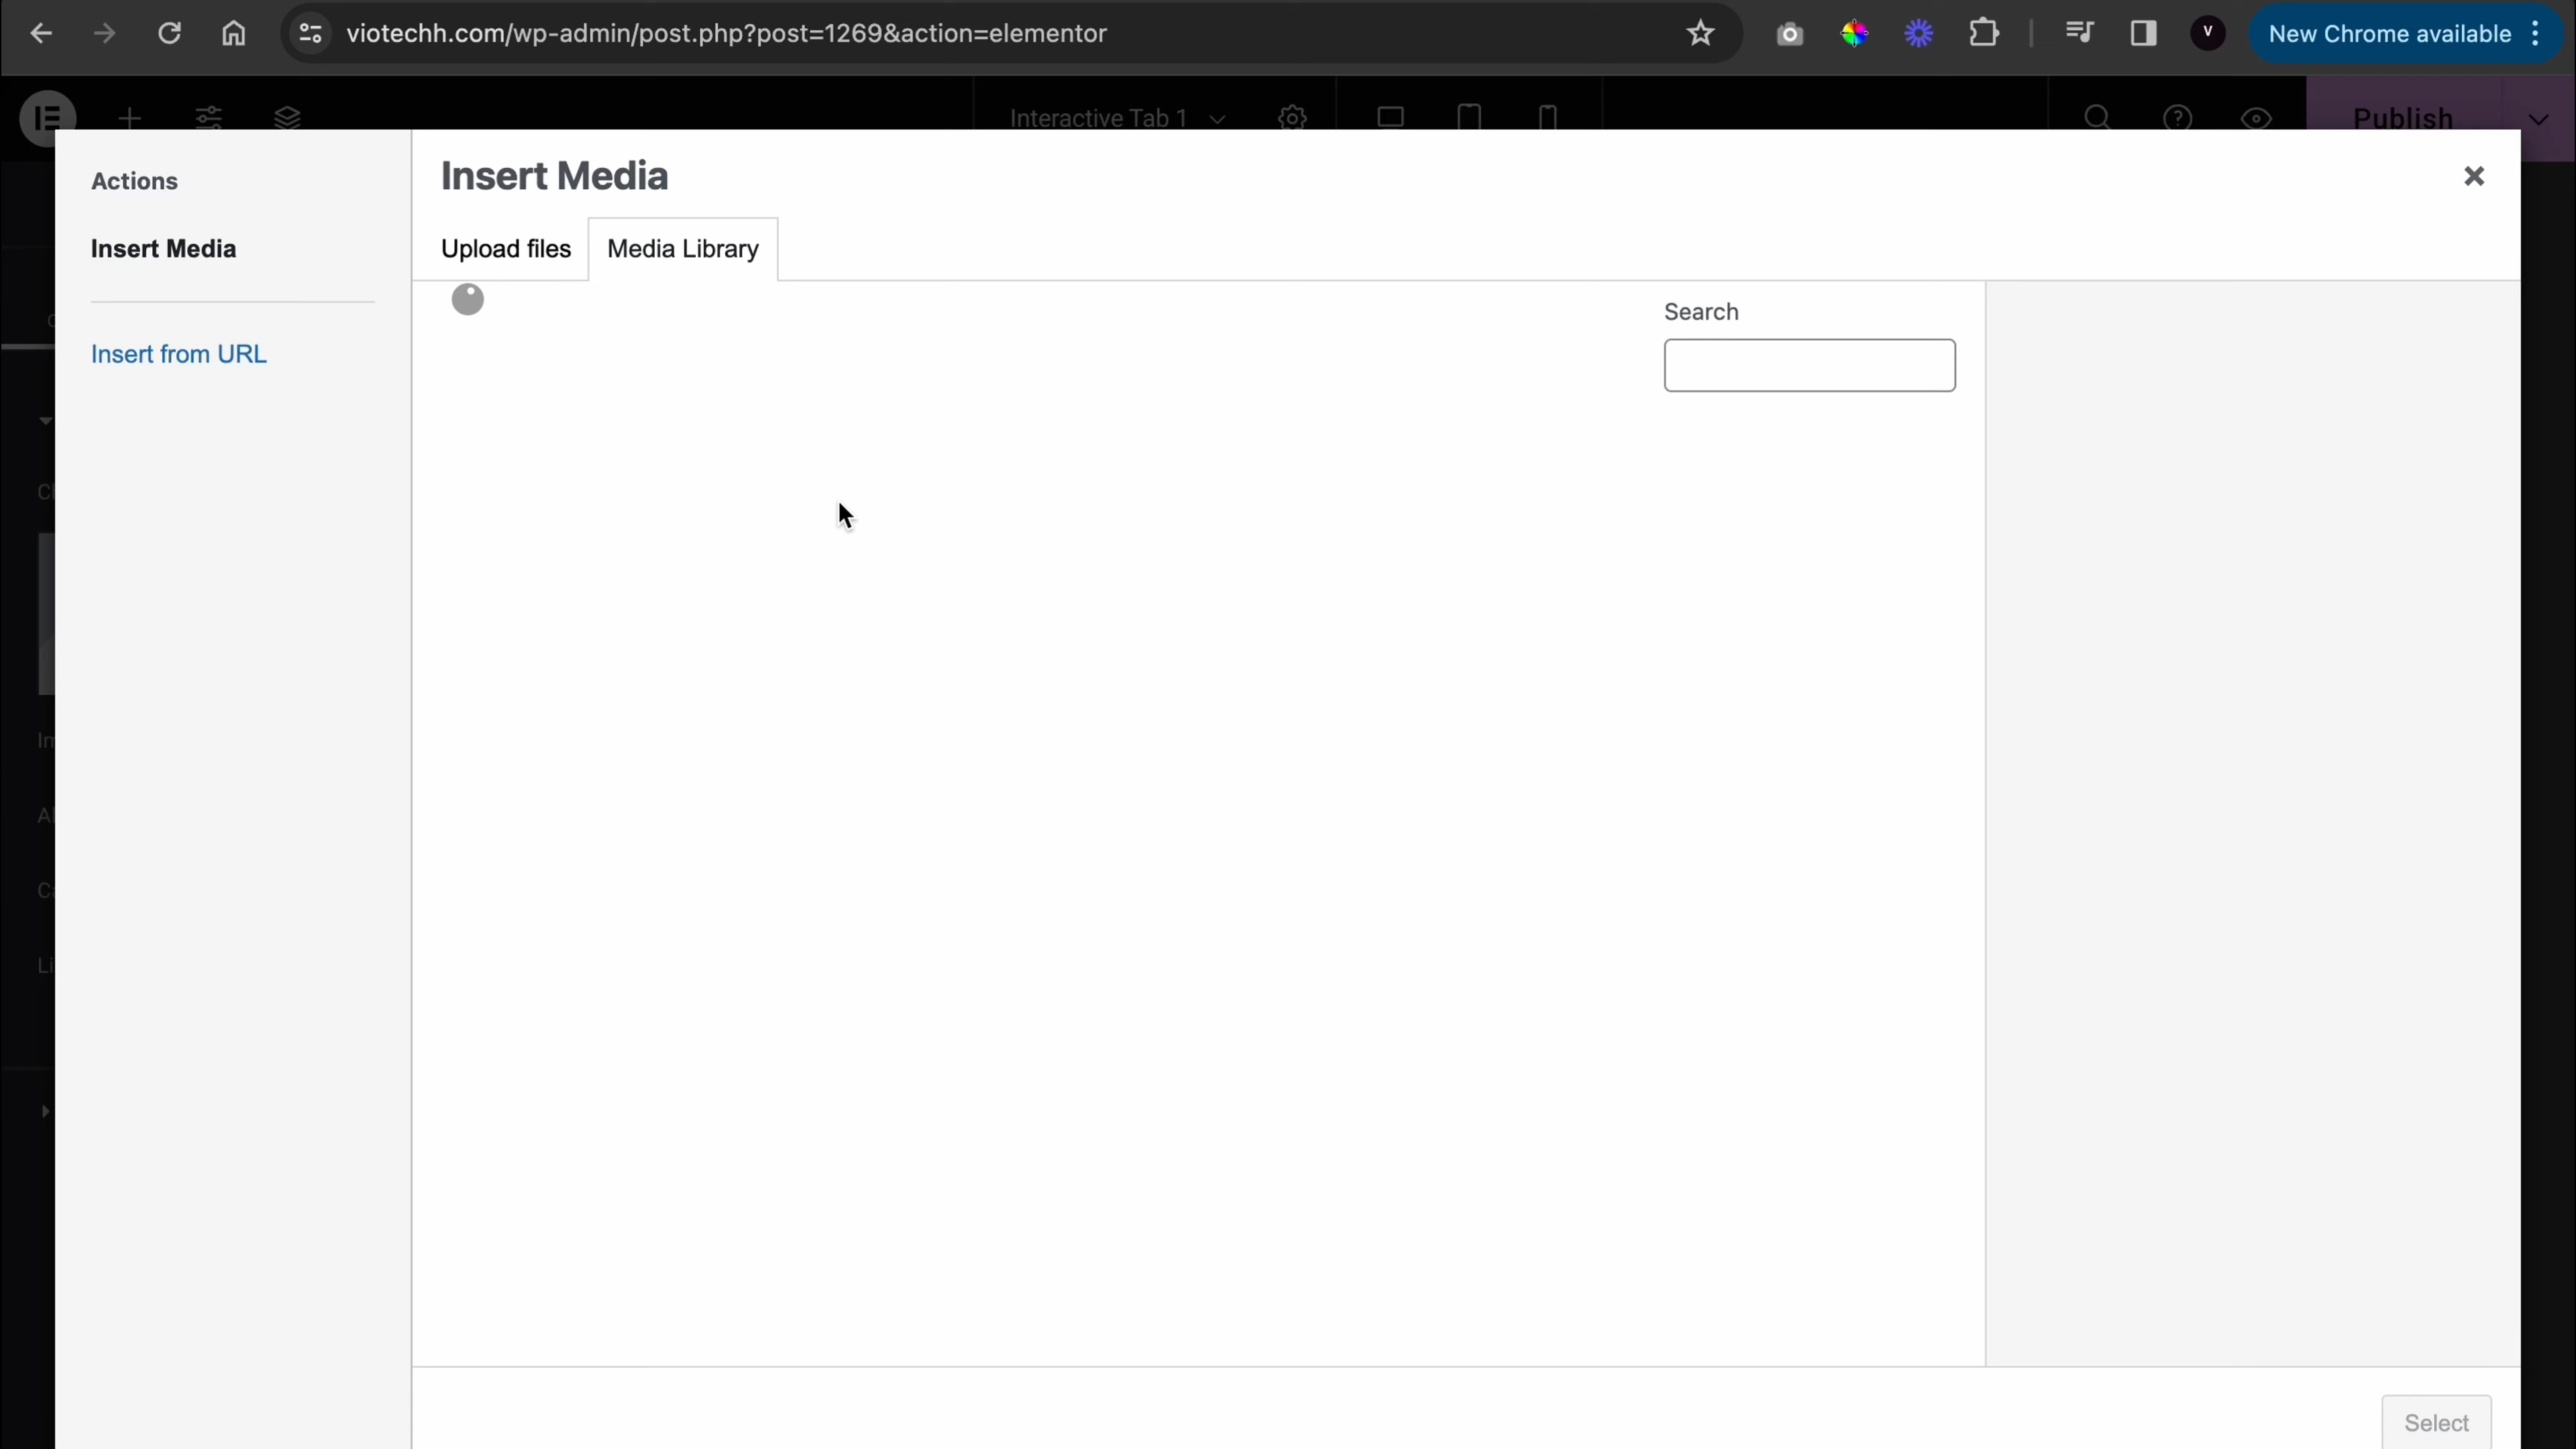 viotechh.com/wp-admin/post.php?post=1269&action=elementor
V
New Chrome available
Interactive Tab 1
Publish
Actions
Insert Media
Insert from URL
Insert Media
Upload files
Media Library
Search
Select